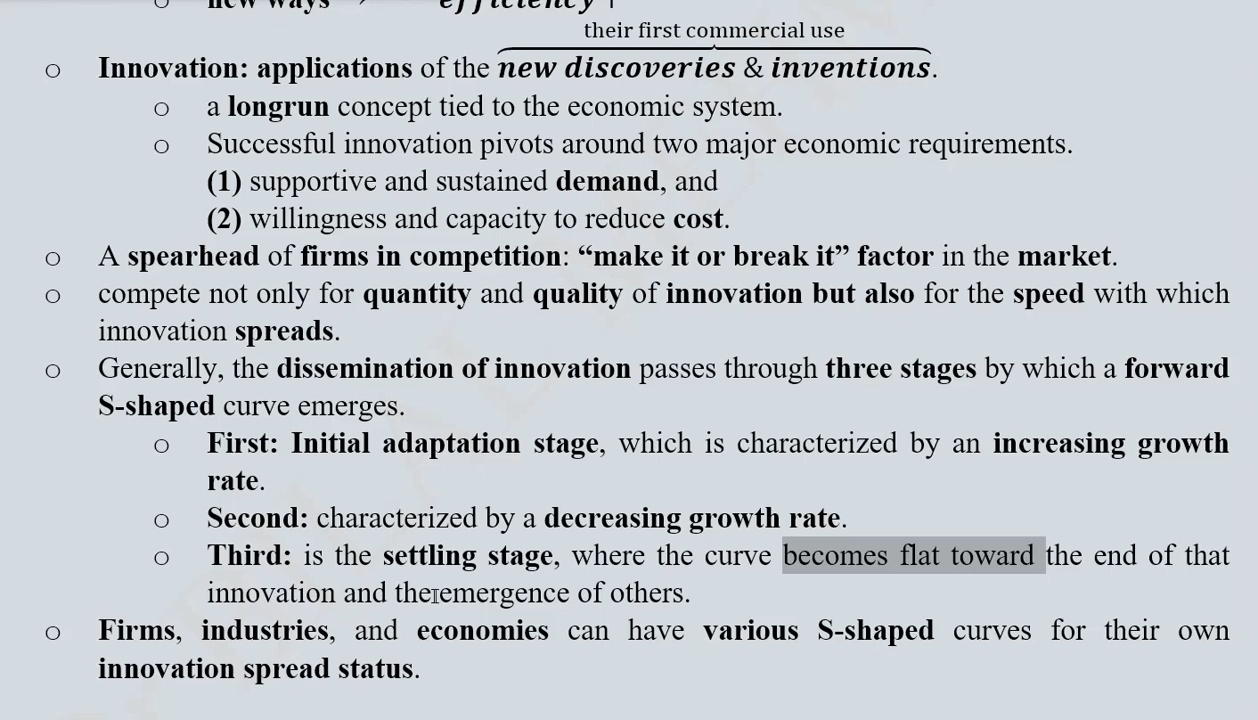 o new ways → efficiency ↑
their first commercial use
o Innovation: applications of the new discoveries & inventions.
o a longrun concept tied to the economic system.
o Successful innovation pivots around two major economic requirements.
(1) supportive and sustained demand, and
(2) willingness and capacity to reduce cost.
o A spearhead of firms in competition: “make it or break it” factor in the market.
o compete not only for quantity and quality of innovation but also for the speed with which
innovation spreads.
o Generally, the dissemination of innovation passes through three stages by which a forward
S-shaped curve emerges.
o First: Initial adaptation stage, which is characterized by an increasing growth
rate.
o Second: characterized by a decreasing growth rate.
o Third: is the settling stage, where the curve becomes flat toward the end of that
innovation and the emergence of others.
o Firms, industries, and economies can have various S-shaped curves for their own
innovation spread status.